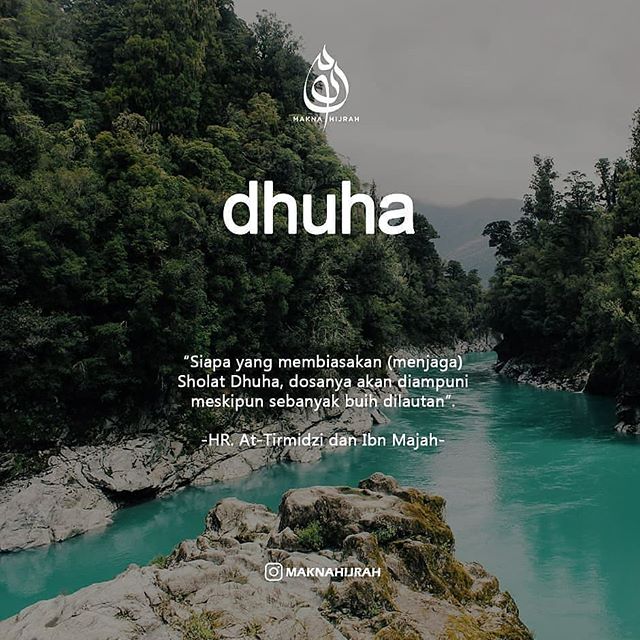 MAKNA HIJRAH
dhuha
“Siapa yang membiasakan (menjaga)
Sholat Dhuha, dosanya akan diampuni
meskipun sebanyak buih dilautan”.
-HR. At-Tirmidzi dan Ibn Majah-
MAKNAHIJRAH